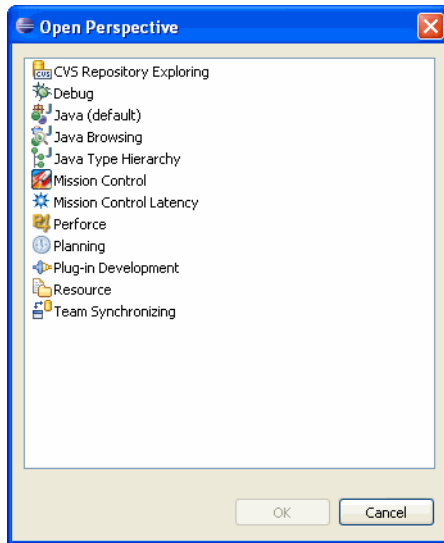 Open Perspective
CVS CVS Repository Exploring
Debug
Java (default)
Java Browsing
Java Type Hierarchy
Mission Control
Mission Control Latency
Perforce
Planning
Plug-in Development
Resource
Team Synchronizing
OK Cancel